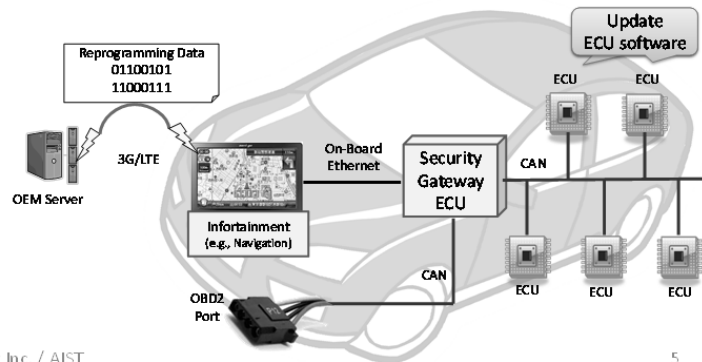 Update
ECU software
Reprogramming Data
01100101
11000111
ECU
ECU
3G/LTE
On-Board
Ethernet
Security
Gateway
ECU
CAN
OEM Server
Infortainment
(e.g., Navigation)
CAN
ECU
ECU
ECU
OBD2
Port
Inc. / AIST
5